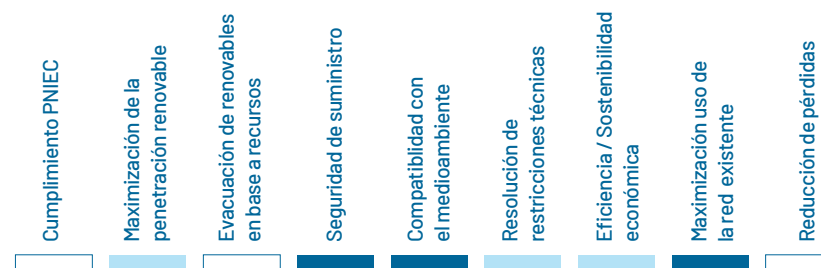 Cumplimiento PNIEC
Maximización de la
penetración renovable
Evacuación de renovables
en base a recursos
Seguridad de suministro
Compatiblidad con
el medioambiente
Resolución de
restricciones técnicas
Eficiencia / Sostenibilidad
económica
Maximización uso de
la red existente
Reducción de pérdidas